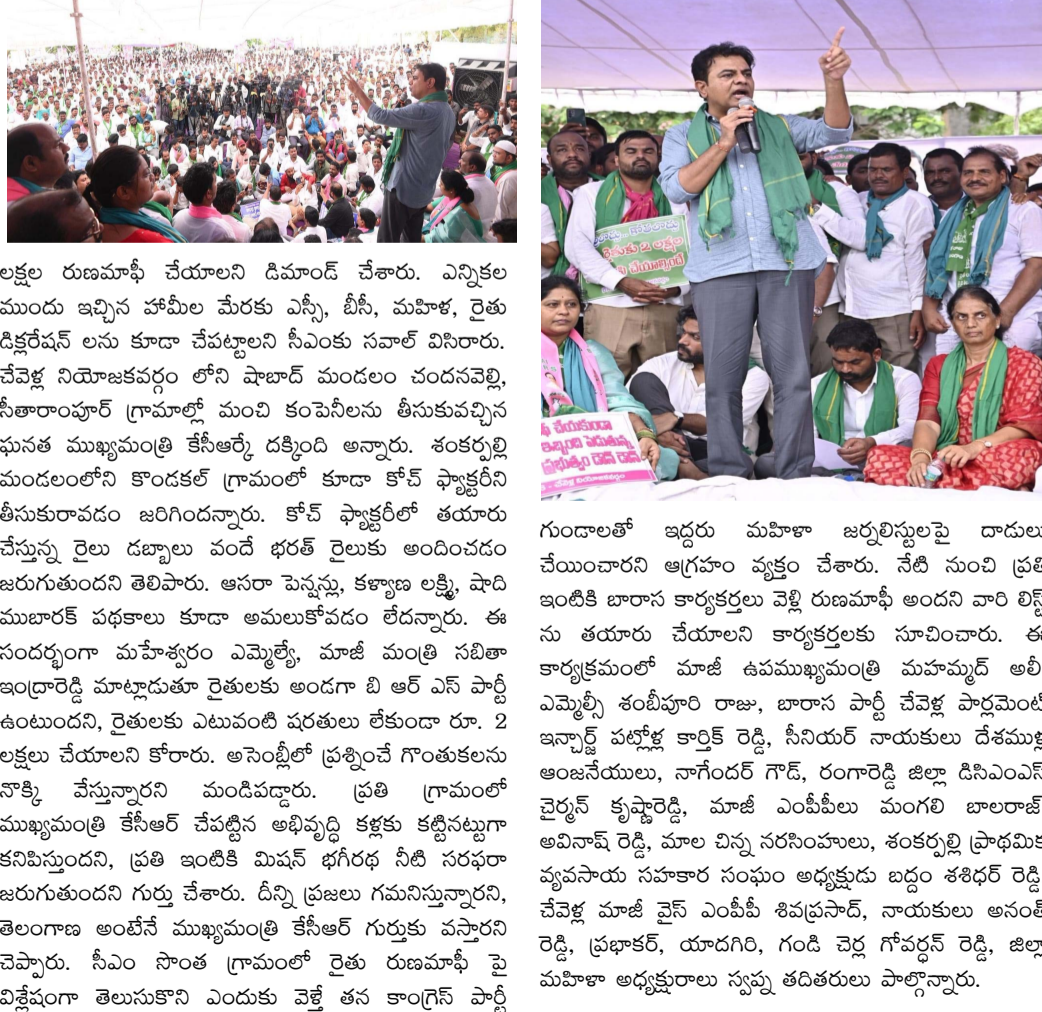 లక్షల రుణమాఫీ చేయాలని డిమాండ్ చేశారు. ఎన్నికల
ముందు ఇచ్చిన హామీల మేరకు ఎస్సీ, బీసీ, మహిళ, రైతు
డిక్లరేషన్ లను కూడా చేపట్టాలని సీఎంకు సవాల్ విసిరారు.
చేవెళ్ల నియోజకవర్గం లోని షాబాద్ మండలం చందనవెల్లి,
సీతారాంపూర్ గ్రామాల్లో మంచి కంపెనీలను తీసుకువచ్చిన
ఘనత ముఖ్యమంత్రి కేసీఆర్కే దక్కింది అన్నారు. శంకర్పల్లి
మండలంలోని కొండకల్ గ్రామంలో కూడా కోచ్ ఫ్యాక్టరీని
తీసుకురావడం జరిగిందన్నారు. కోచ్ ఫ్యాక్టరీలో తయారు
చేస్తున్న రైలు డబ్బాలు వందే భరత్ రైలుకు అందించడం
జరుగుతుందని తెలిపారు. ఆసరా పెన్షన్లు, కళ్యాణ లక్ష్మి, షాది
ముబారక్ పథకాలు కూడా అమలుకోవడం లేదన్నారు. ఈ
సందర్భంగా మహేశ్వరం ఎమ్మెల్యే, మాజీ మంత్రి సబితా
ఇంద్రారెడ్డి మాట్లాడుతూ రైతులకు అండగా బి ఆర్ ఎస్ పార్టీ
ఉంటుందని, రైతులకు ఎటువంటి షరతులు లేకుండా రూ. 2
లక్షలు చేయాలని కోరారు. అసెంబ్లీలో ప్రశ్నించే గొంతుకలను
నొక్కి వేస్తున్నారని మండిపడ్డారు. ప్రతి గ్రామంలో
ముఖ్యమంత్రి కేసీఆర్ చేపట్టిన అభివృద్ధి కళ్లకు కట్టినట్టుగా
కనిపిస్తుందని, ప్రతి ఇంటికి మిషన్ భగీరథ నీటి సరఫరా
జరుగుతుందని గుర్తు చేశారు. దీన్ని ప్రజలు గమనిస్తున్నారని,
తెలంగాణ అంటేనే ముఖ్యమంత్రి కేసీఆర్ గుర్తుకు వస్తారని
చెప్పారు. సీఎం సొంత గ్రామంలో రైతు రుణమాఫీ పై
విశ్లేషంగా తెలుసుకొని ఎందుకు వెళ్తే తన కాంగ్రెస్ పార్టీ
2 లక్షల
చేయాల్సిందే
చేయకుండా
ఇబ్బంది పెడుతున్న
ప్రభుత్వం డౌన్ డౌన్
గుండాలతో ఇద్దరు మహిళా జర్నలిస్టులపై దాడులు
చేయించారని ఆగ్రహం వ్యక్తం చేశారు. నేటి నుంచి ప్రతి
ఇంటికి బారాస కార్యకర్తలు వెళ్లి రుణమాఫీ అందని వారి లిస్ట్
ను తయారు చేయాలని కార్యకర్తలకు సూచించారు. ఈ
కార్యక్రమంలో మాజీ ఉపముఖ్యమంత్రి మహమ్మద్ అలీ,
ఎమ్మెల్సీ శంబీపూరి రాజు, బారాస పార్టీ చేవెళ్ల పార్లమెంట్
ఇన్చార్జ్ పట్లోళ్ల కార్తిక్ రెడ్డి, సీనియర్ నాయకులు దేశముళ్ల
ఆంజనేయులు, నాగేందర్ గౌడ్, రంగారెడ్డి జిల్లా డిసిఎంఎస్
చైర్మన్ కృష్ణారెడ్డి, మాజీ ఎంపీపీలు మంగలి బాలరాజ్
అవినాష్ రెడ్డి, మాల చిన్న నరసింహులు, శంకర్పల్లి ప్రాథమిక
వ్యవసాయ సహకార సంఘం అధ్యక్షుడు బద్దం శశిధర్ రెడ్డి
చేవెళ్ల మాజీ వైస్ ఎంపీపీ శివప్రసాద్, నాయకులు అనంత్
రెడ్డి, ప్రభాకర్, యాదగిరి, గండి చెర్ల గోవర్ధన్ రెడ్డి, జిల్లా
మహిళా అధ్యక్షురాలు స్వప్న తదితరులు పాల్గొన్నారు.